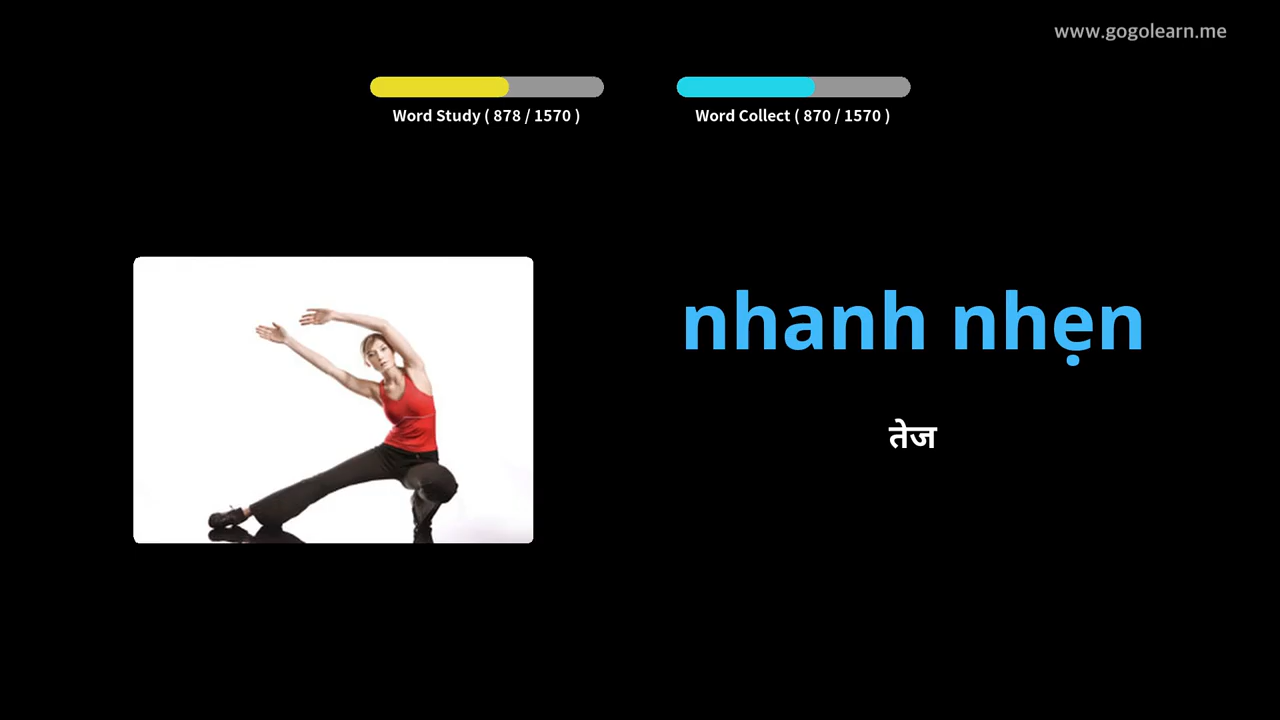 www.gogolearn.me
Word Study ( 878 / 1570 )
Word Collect ( 870 / 1570 )
nhanh nhẹn
तेज